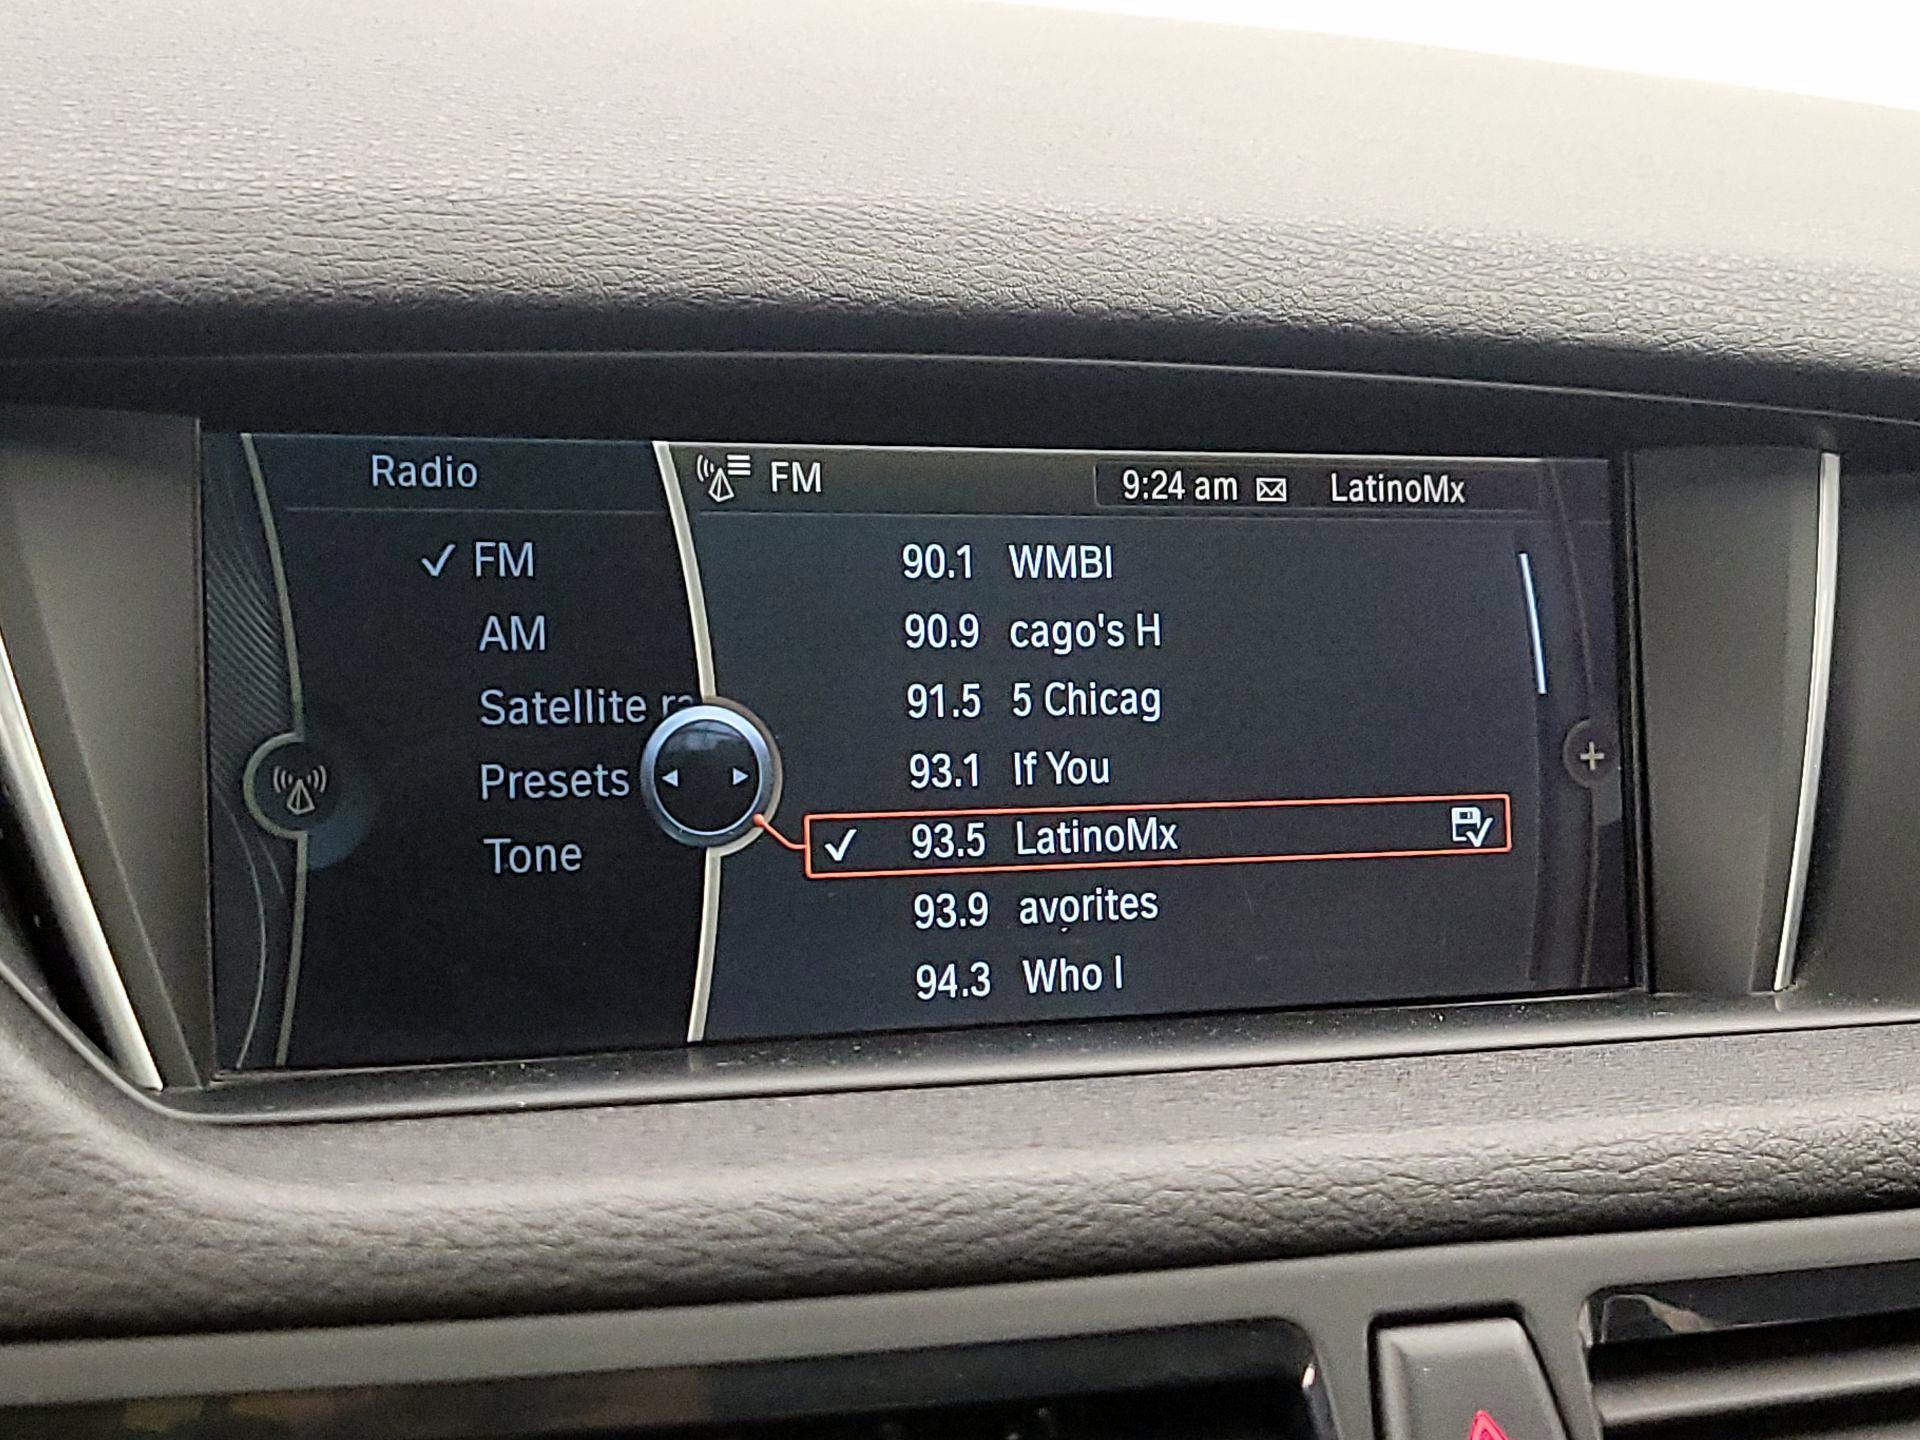 Radio
FM
9:24 am
LatinoMx
FM
AM
Satellite ra
Presets
Tone
90.1 WMBI
90.9 cago's H
91.5 5 Chicag
93.1 If You
93.5 LatinoMx
93.9 avorites
94.3 Who I